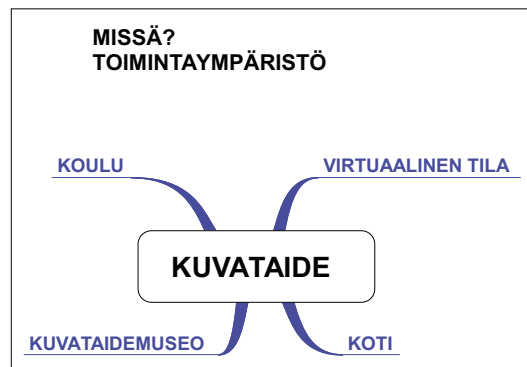 MISSÄ?
TOIMINTAYMPÄRISTÖ
KOULU
VIRTUAALINEN TILA
KUVATAIDE
KUVATAIDEMUSEO
KOTI